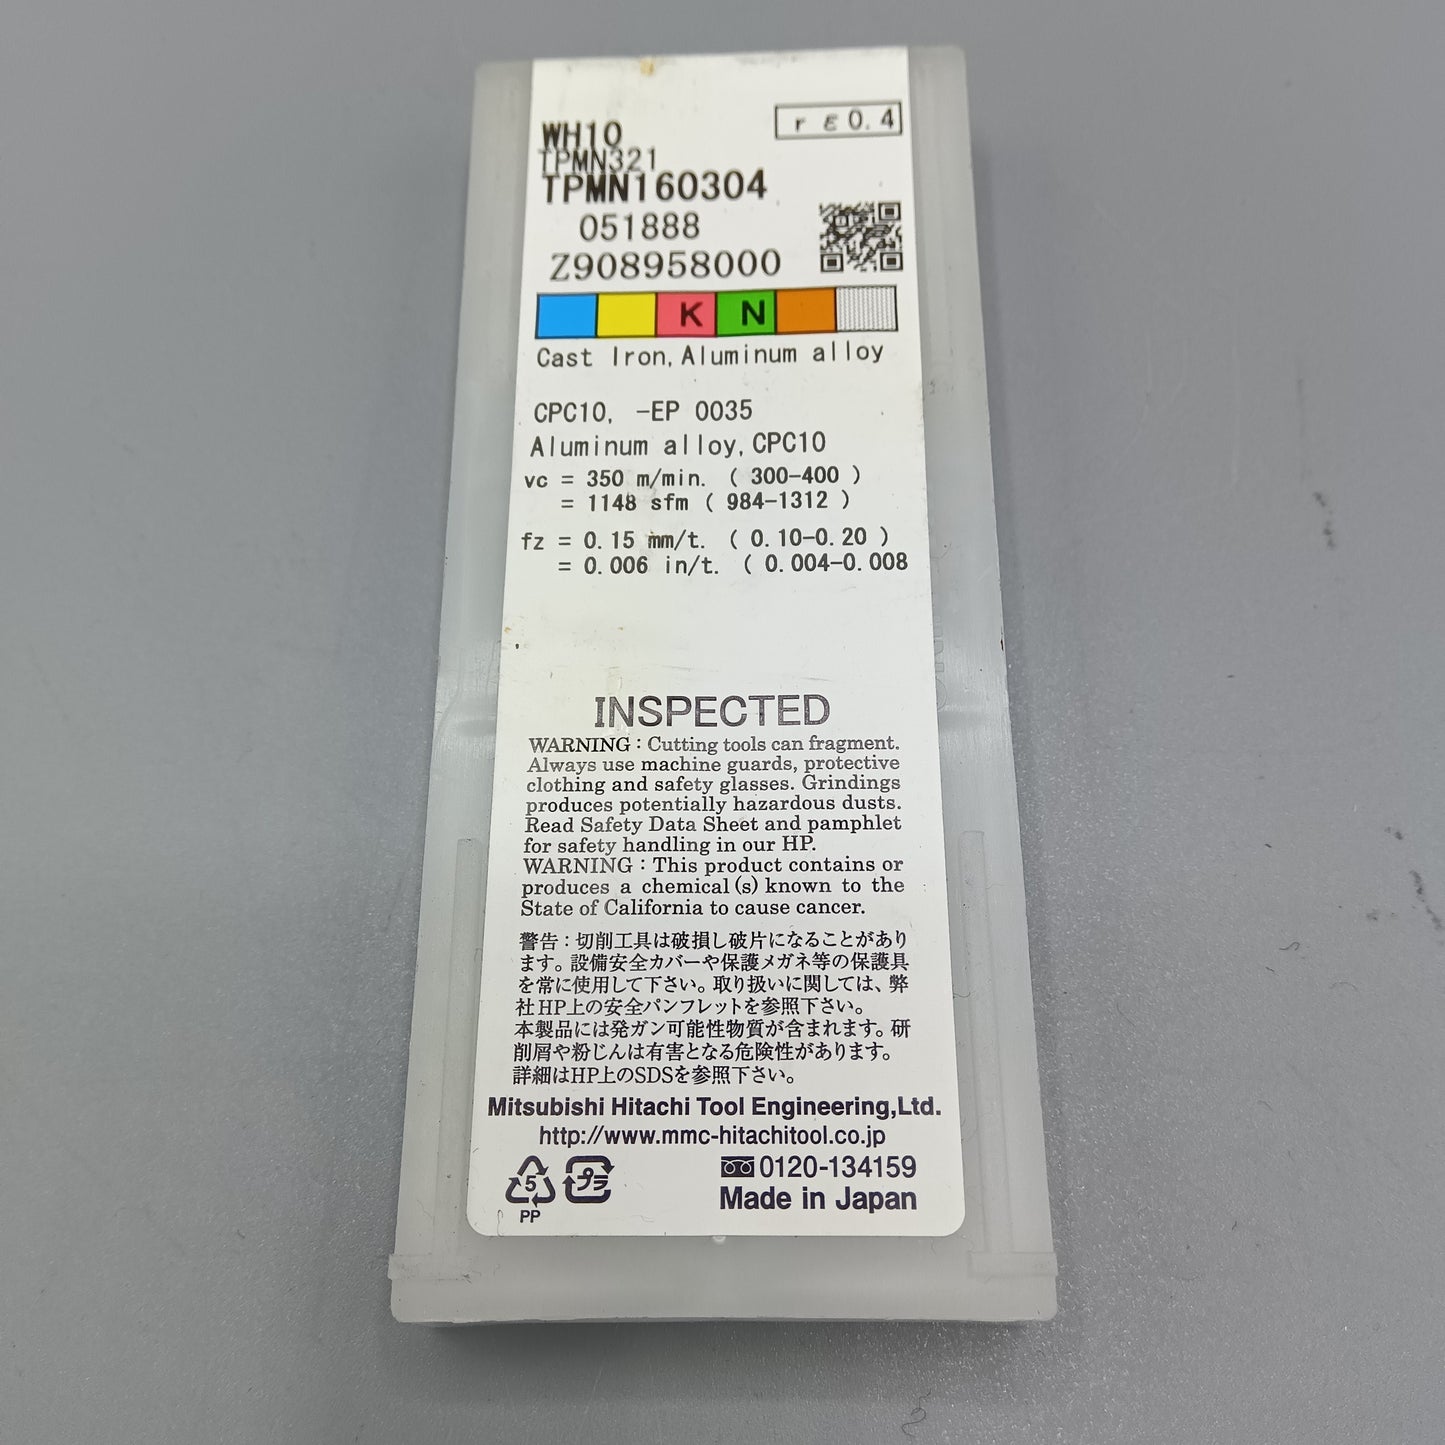 rε0.4
WH10
TPMN321
TPMN160304
051888
Z908958000
K N
Cast Iron,Aluminum alloy
CPC10, -EP 0035
Aluminum alloy,CPC10
vc = 350 m/min. ( 300-400 )
= 1148 sfm ( 984-1312 )
fz = 0.15 mm/t. ( 0.10-0.20 )
= 0.006 in/t. ( 0.004-0.008
INSPECTED
WARNING : Cutting tools can fragment.
Always use machine guards, protective
clothing and safety glasses. Grindings
produces potentially hazardous dusts.
Read Safety Data Sheet and pamphlet
for safety handling in our HP.
WARNING : This product contains or
produces a chemical(s) known to the
State of California to cause cancer.
警告：切削工具は破損し破片になることがあり
ます。設備安全カバーや保護メガネ等の保護具
を常に使用して下さい。取り扱いに関しては、弊
社HP上の安全パンフレットを参照下さい。
本製品には発ガン可能性物質が含まれます。研
削屑や粉じんは有害となる危険性があります。
詳細はHP上のSDSを参照下さい。
Mitsubishi Hitachi Tool Engineering,Ltd.
http://www.mmc-hitachitool.co.jp
5 プラ 0120-134159
PP Made in Japan